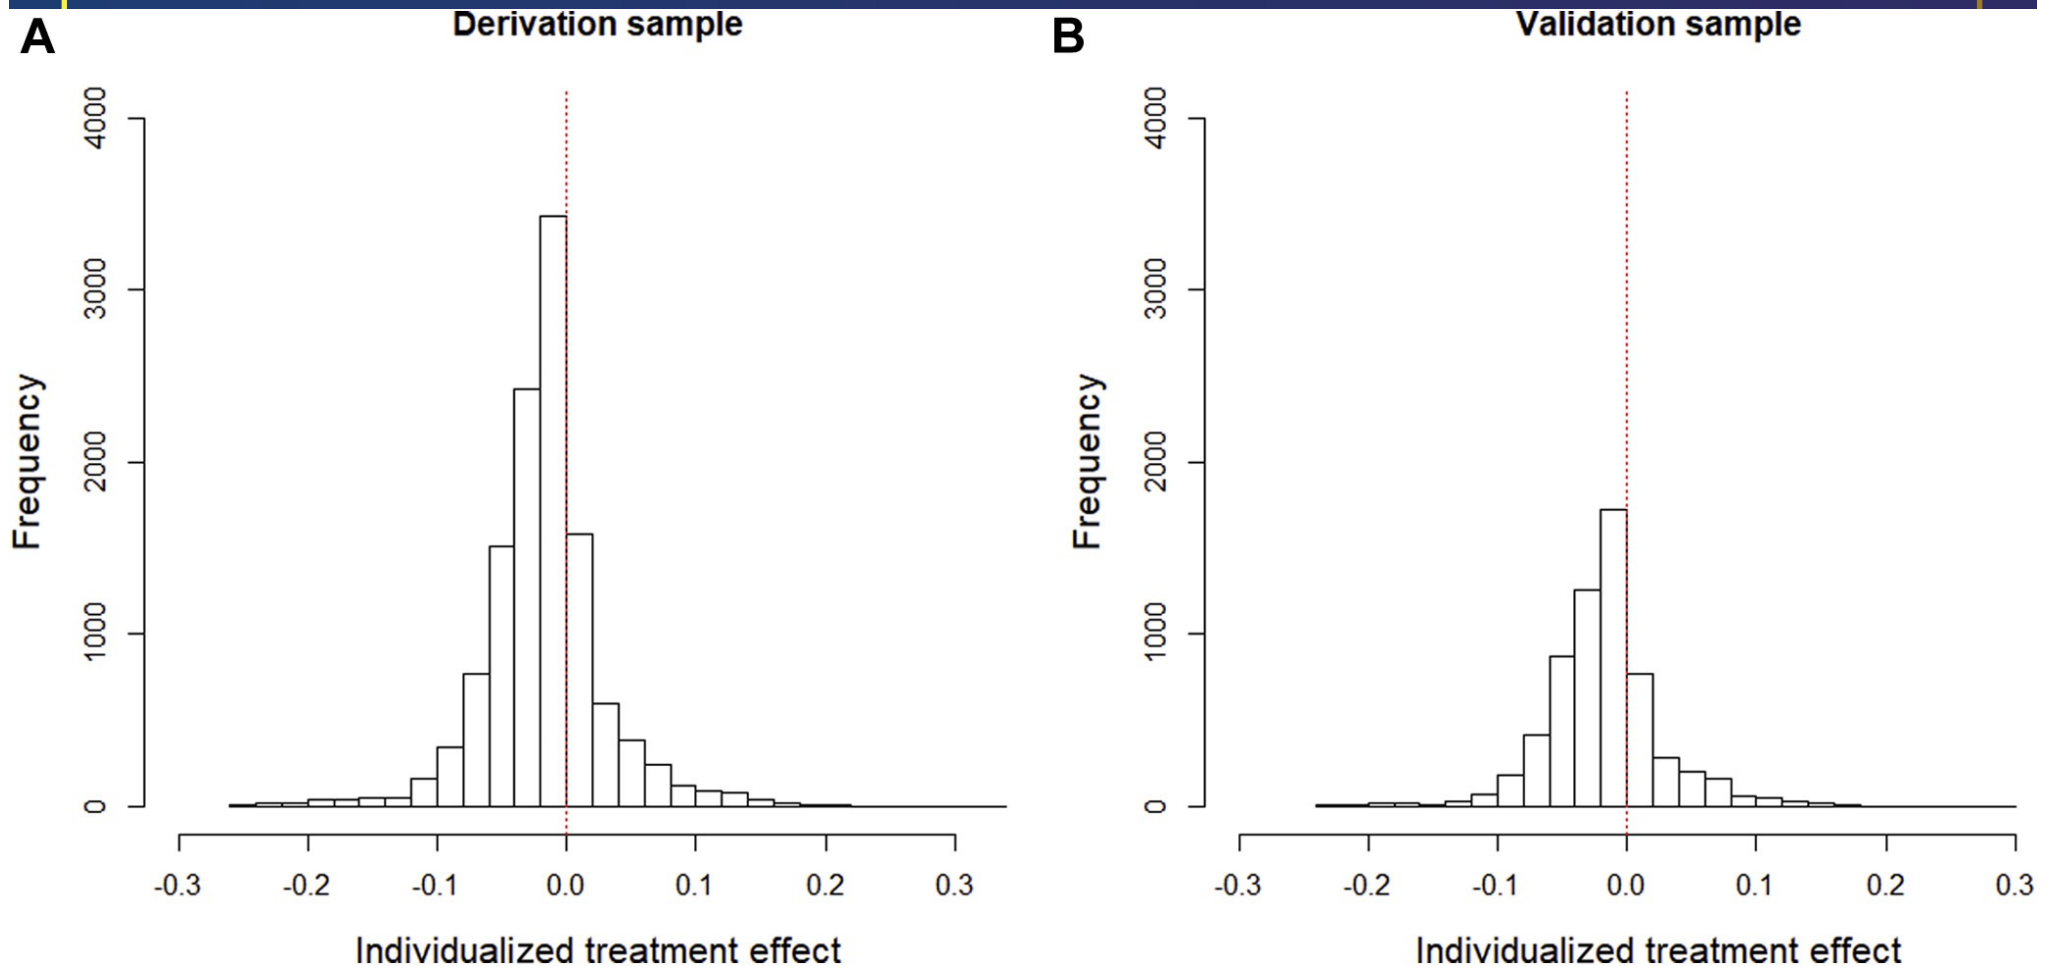 A
Derivation sample
4000
3000
2000
1000
0
Frequency
-0.3 -0.2 -0.1 0.0 0.1 0.2 0.3
Individualized treatment effect
B
Validation sample
4000
3000
2000
1000
0
Frequency
-0.3 -0.2 -0.1 0.0 0.1 0.2 0.3
Individualized treatment effect